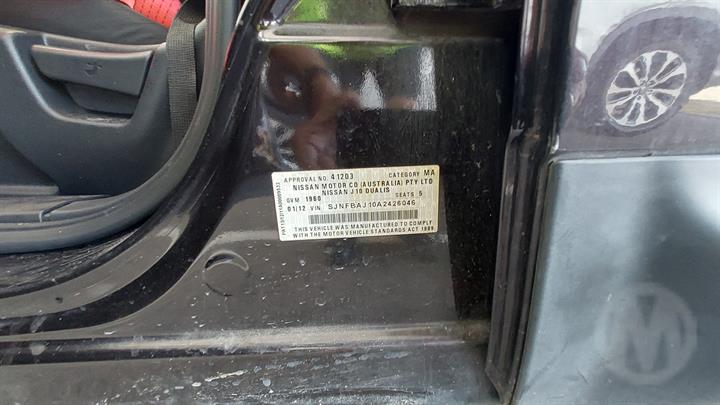 APPROVAL NO. 41203 CATEGORY MA
NISSAN MOTOR CO (AUSTRALIA) PTY LTD
NISSAN J10 DUALIS
GVM 1960 SEATS 5
01/12 VIN SJNFBAJ10A2426046
THIS VEHICLE WAS MANUFACTURED TO COMPLY
WITH THE MOTOR VEHICLE STANDARDS ACT 1989
M